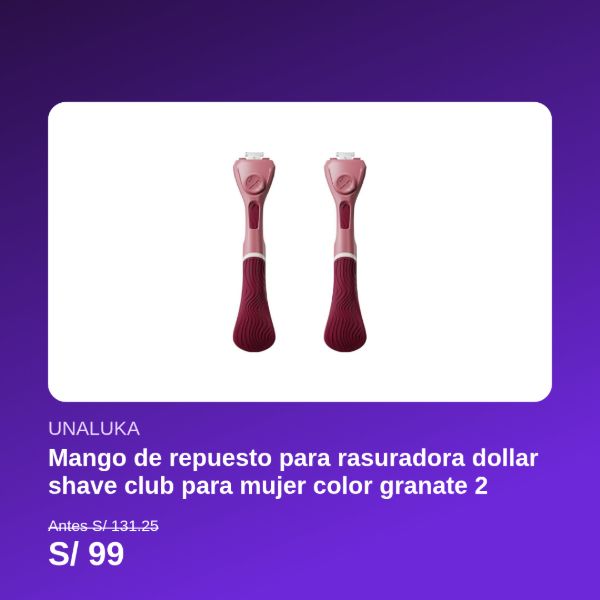 UNALUKA
Mango de repuesto para rasuradora dollar
shave club para mujer color granate 2
Antes S/ 131.25
S/ 99